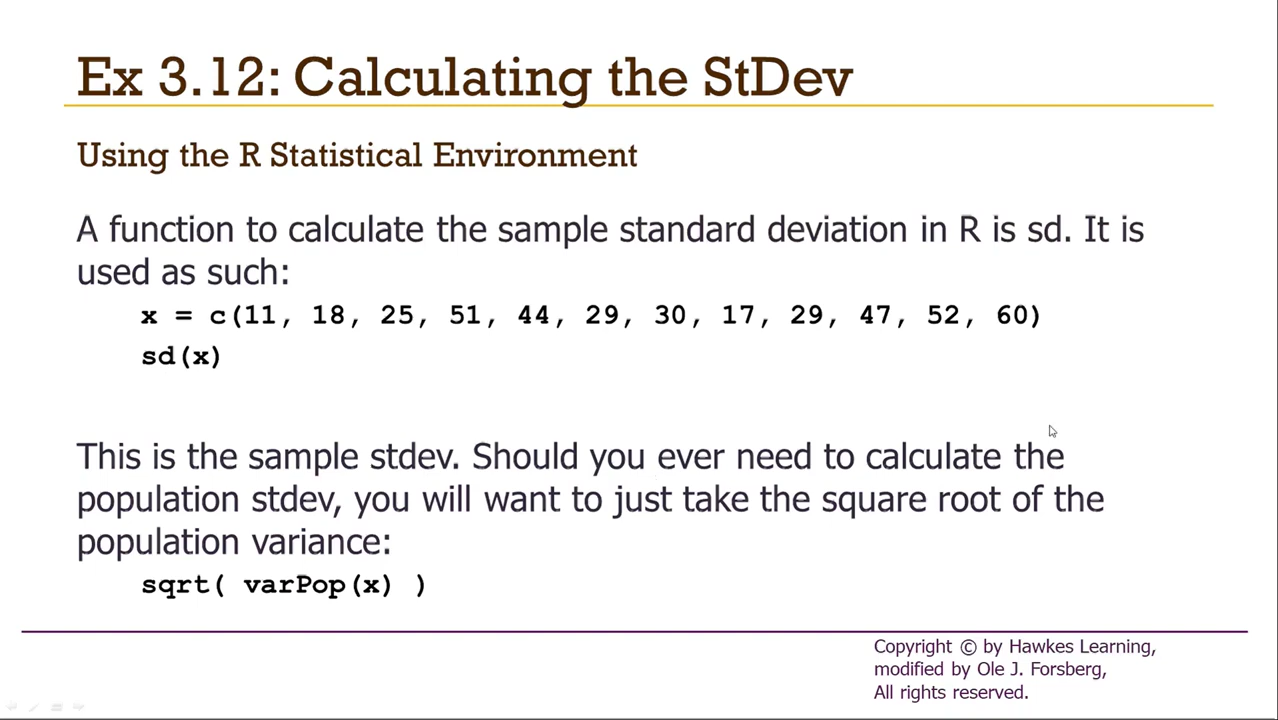 Ex 3.12: Calculating the StDev
Using the R Statistical Environment
A function to calculate the sample standard deviation in R is sd. It is
used as such:
x = c(11, 18, 25, 51, 44, 29, 30, 17, 29, 47, 52, 60)
sd(x)
This is the sample stdev. Should you ever need to calculate the
population stdev, you will want to just take the square root of the
population variance:
sqrt( varPop(x) )
Copyright © by Hawkes Learning,
modified by Ole J. Forsberg,
All rights reserved.